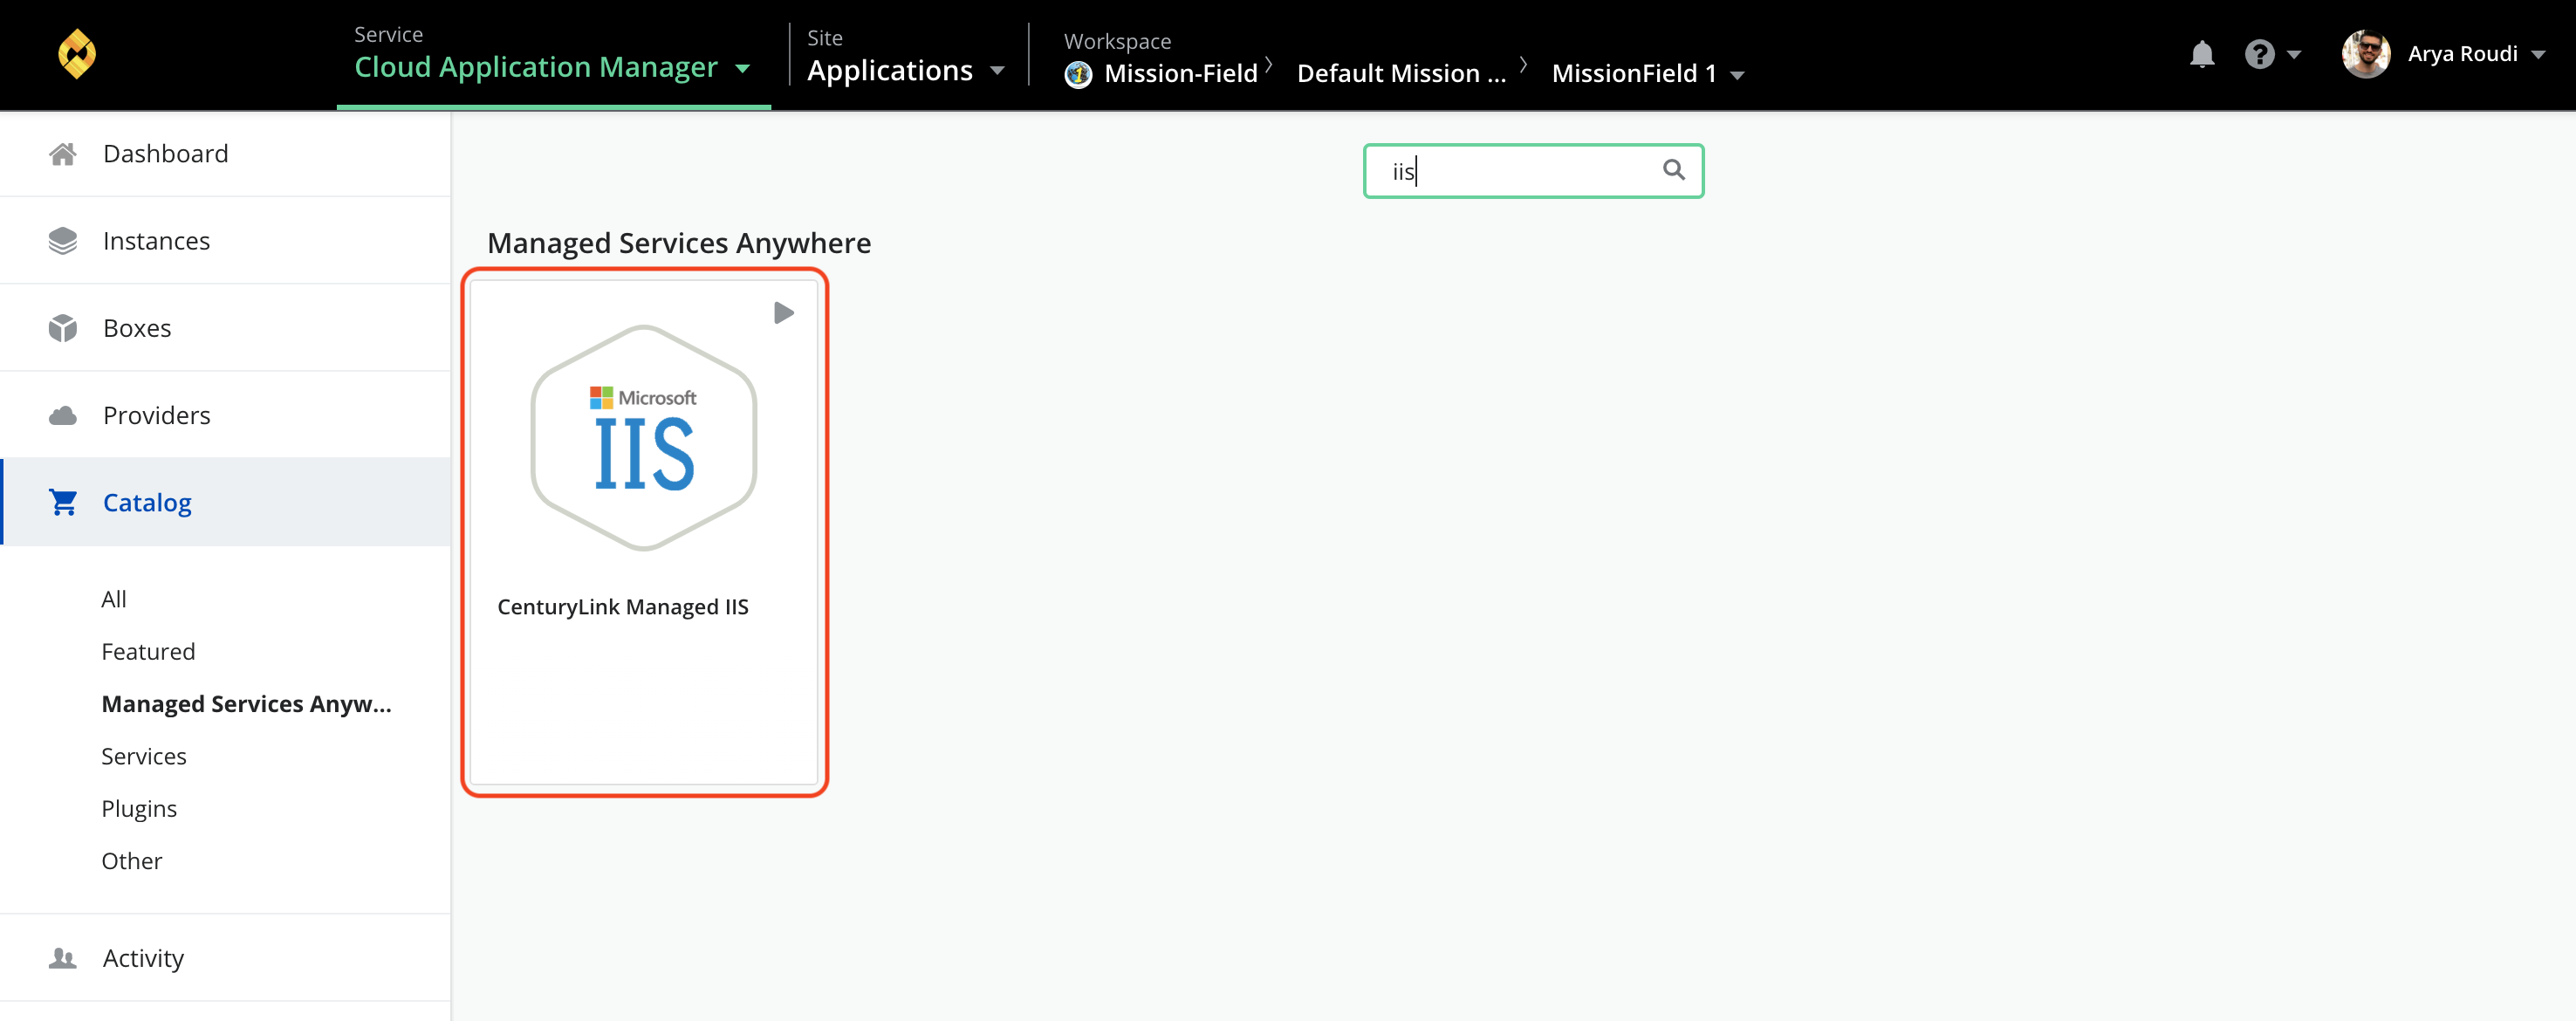 Service
Cloud Application Manager
Site
Applications
Workspace
Mission-Field
Default Mission ...
MissionField 1
Arya Roudi
Dashboard
Instances
Boxes
Providers
Catalog
All
Featured
Managed Services Anyw...
Services
Plugins
Other
Activity
iis
Managed Services Anywhere
Microsoft
IIS
CenturyLink Managed IIS